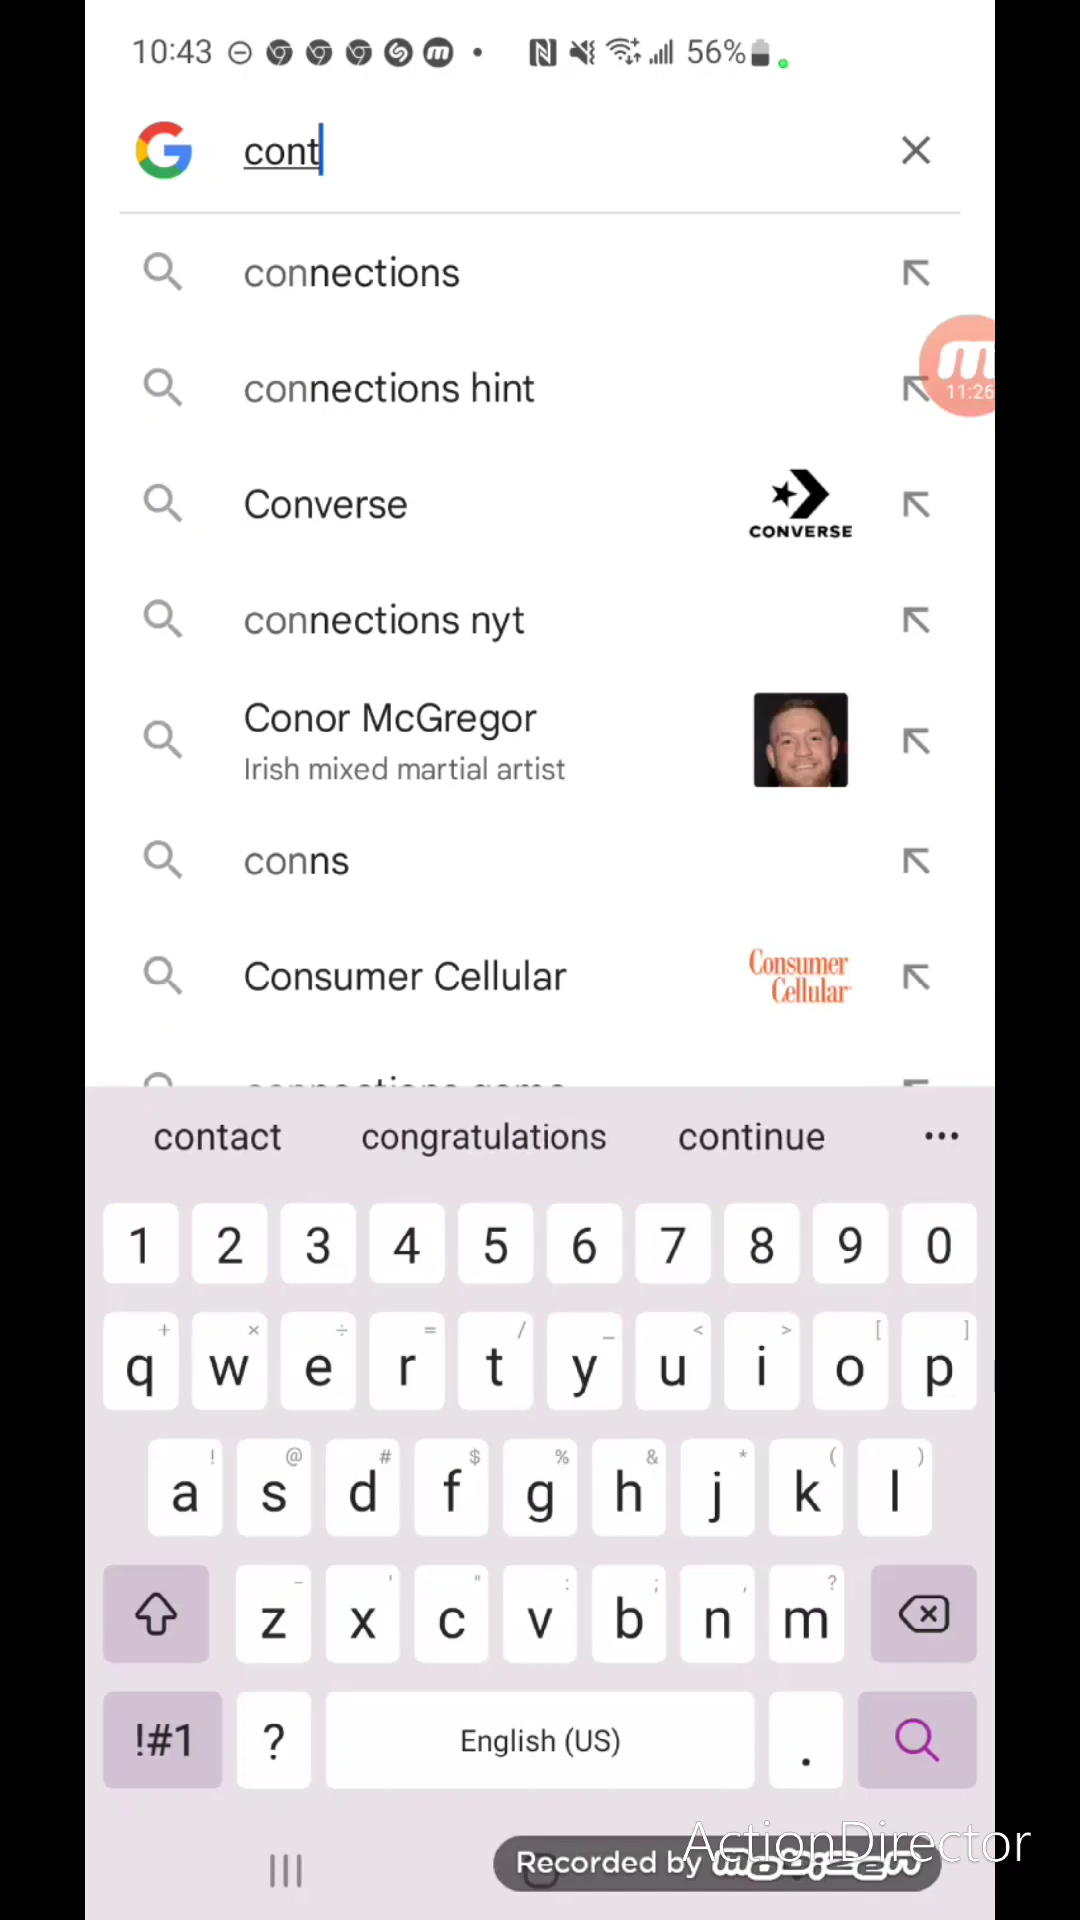 10:43 56%
cont
connections
connections hint
11:26
Converse
CONVERSE
connections nyt
Conor McGregor
Irish mixed martial artist
conns
Consumer Cellular
Consumer
Cellular
contact congratulations continue
1 2 3 4 5 6 7 8 9 0
+ × ÷ = / _ < > [ ]
q w e r t y u i o p
! @ # $ % & * ( )
a s d f g h j k l
- ' " : ; , ?
z x c v b n m
!#1 ? English (US) .
ActionDirector
Recorded by mobizen